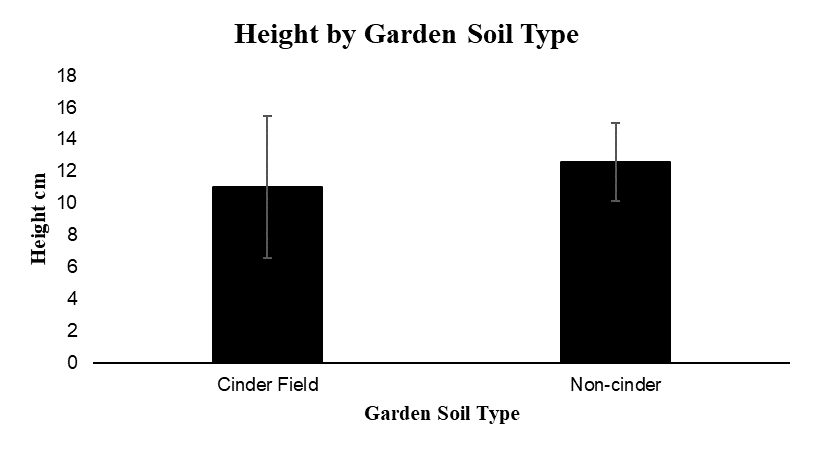 Height by Garden Soil Type
18
16
14
12
10
8
6
4
2
0
Height cm
Cinder Field
Non-cinder
Garden Soil Type